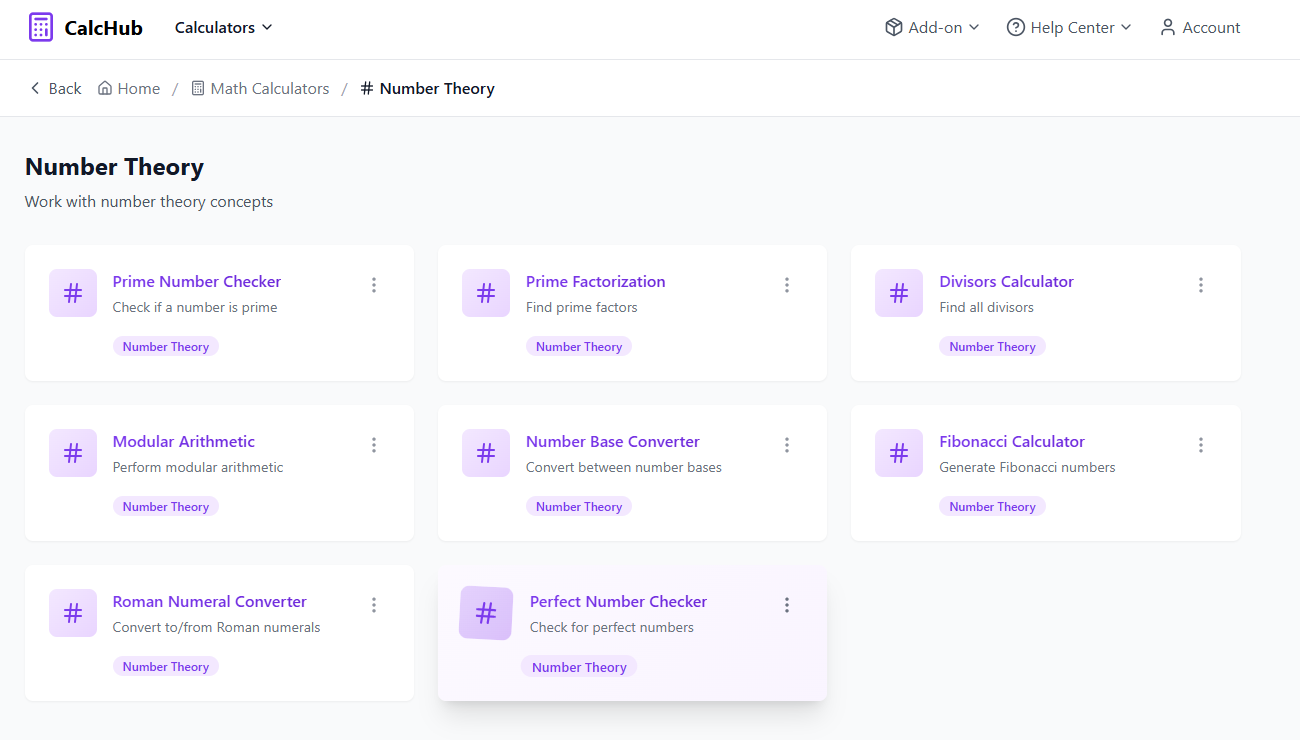 CalcHub Calculators Add-on Help Center Account
Back Home / Math Calculators / # Number Theory
Number Theory
Work with number theory concepts
# Prime Number Checker
Check if a number is prime
Number Theory
# Prime Factorization
Find prime factors
Number Theory
# Divisors Calculator
Find all divisors
Number Theory
# Modular Arithmetic
Perform modular arithmetic
Number Theory
# Number Base Converter
Convert between number bases
Number Theory
# Fibonacci Calculator
Generate Fibonacci numbers
Number Theory
# Roman Numeral Converter
Convert to/from Roman numerals
Number Theory
# Perfect Number Checker
Check for perfect numbers
Number Theory